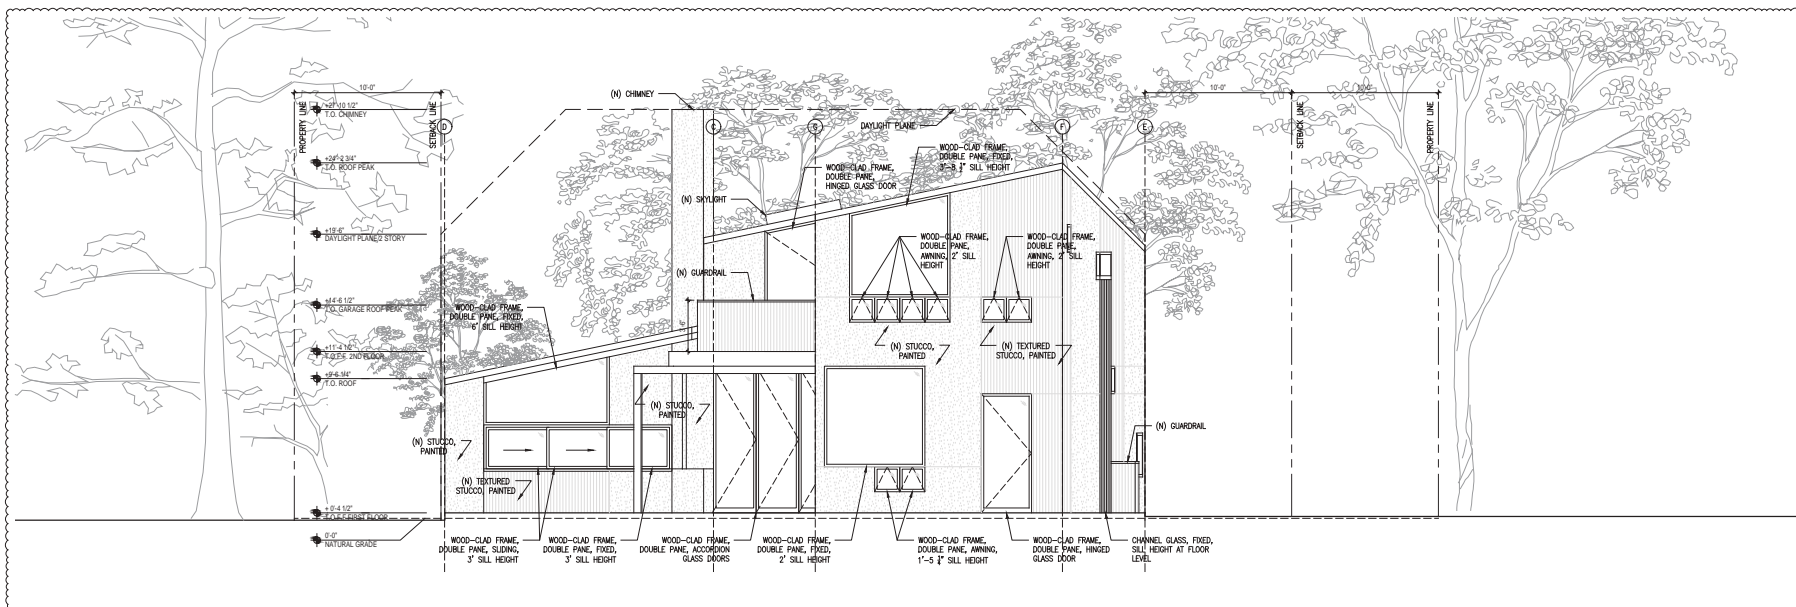 10'-0"
10'-0"
10'-0"
PROPERTY LINE
SETBACK LINE
SETBACK LINE
PROPERTY LINE
+27'-10 1/2"
T.O. CHIMNEY
+24'-2 3/4"
T.O. ROOF PEAK
+19'-6"
DAYLIGHT PLANE/2 STORY
+14'-6 1/2"
T.O. GARAGE ROOF PEAK
+11'-4 1/2"
T.O.F.F. 2ND FLOOR
+9'-6 1/4"
T.O. ROOF
+ 0'-4 1/2"
T.O.F.F FIRST FLOOR
0'-0"
NATURAL GRADE
D
C
G
F
E
(N) CHIMNEY
DAYLIGHT PLANE
WOOD-CLAD FRAME,
DOUBLE PANE, FIXED,
SILL HEIGHT
WOOD-CLAD FRAME,
DOUBLE PANE,
HINGED GLASS DOOR
(N) SKYLIGHT
WOOD-CLAD FRAME,
DOUBLE PANE,
AWNING, 2' SILL
HEIGHT
WOOD-CLAD FRAME,
DOUBLE PANE,
AWNING, 2' SILL
HEIGHT
(N) GUARDRAIL
WOOD-CLAD FRAME,
DOUBLE PANE, FIXED,
6' SILL HEIGHT
(N) STUCCO,
PAINTED
(N) TEXTURED
STUCCO, PAINTED
(N) STUCCO,
PAINTED
(N) GUARDRAIL
(N) STUCCO,
PAINTED
(N) TEXTURED
STUCCO, PAINTED
WOOD-CLAD FRAME,
DOUBLE PANE, SLIDING,
3' SILL HEIGHT
WOOD-CLAD FRAME,
DOUBLE PANE, FIXED,
3' SILL HEIGHT
WOOD-CLAD FRAME,
DOUBLE PANE, ACCORDION
GLASS DOORS
WOOD-CLAD FRAME,
DOUBLE PANE, FIXED,
2' SILL HEIGHT
WOOD-CLAD FRAME,
DOUBLE PANE, AWNING,
SILL HEIGHT
WOOD-CLAD FRAME,
DOUBLE PANE, HINGED
GLASS DOOR
CHANNEL GLASS, FIXED,
SILL HEIGHT AT FLOOR
LEVEL